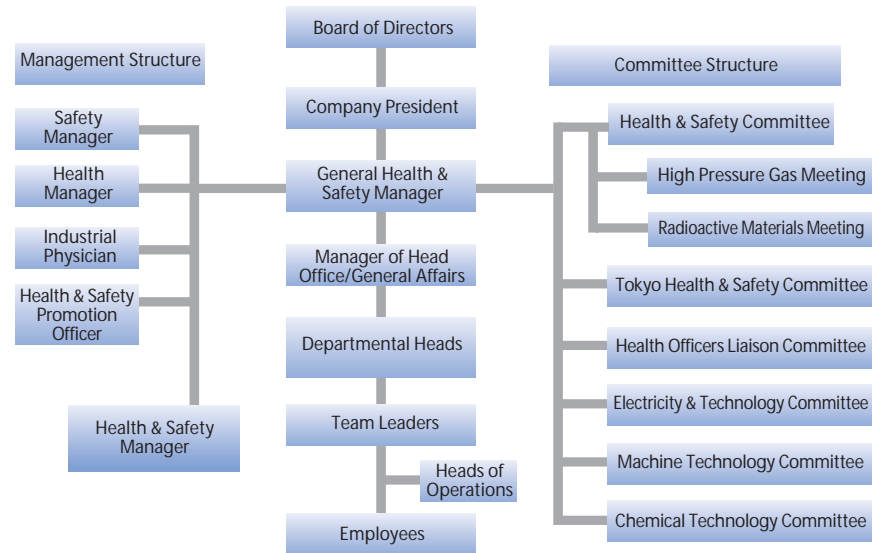 Board of Directors
Management Structure
Committee Structure
Company President
Safety
Manager
Health & Safety Committee
Health
Manager
General Health &
Safety Manager
High Pressure Gas Meeting
Radioactive Materials Meeting
Industrial
Physician
Manager of Head
Office/General Affairs
Tokyo Health & Safety Committee
Health & Safety
Promotion
Officer
Departmental Heads
Health Officers Liaison Committee
Health & Safety
Manager
Team Leaders
Electricity & Technology Committee
Heads of
Operations
Machine Technology Committee
Employees
Chemical Technology Committee